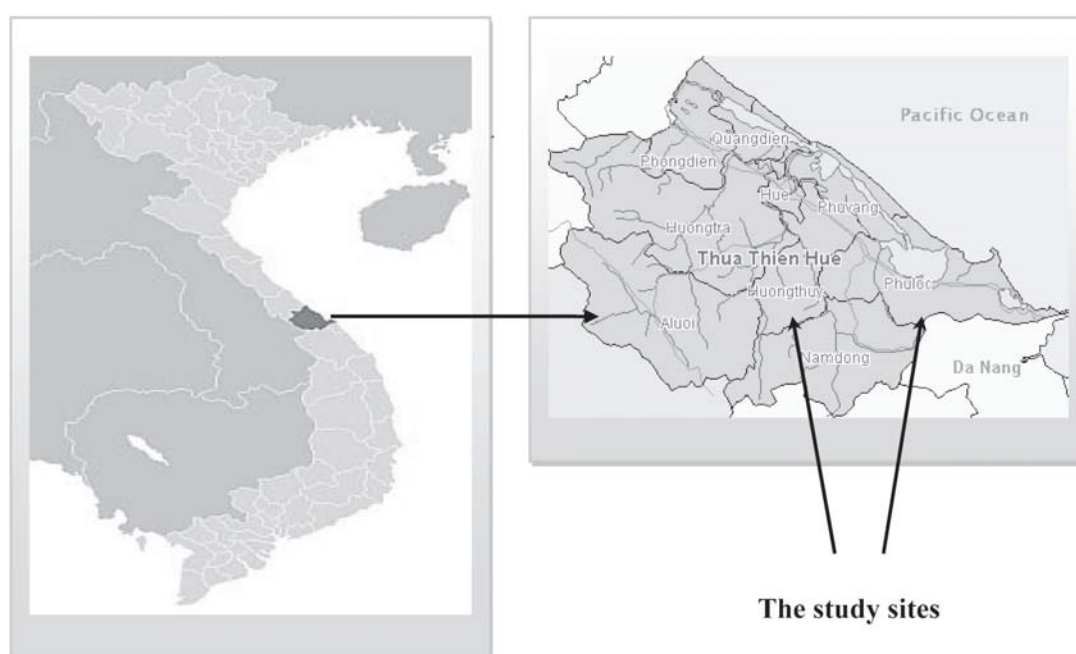 Pacific Ocean
Quangdien
Phongdien
Hue
Phuvang
Huongtra
Thua Thien Hue
Phuloc
Huongthuy
Aluoi
Namdong
Da Nang
The study sites